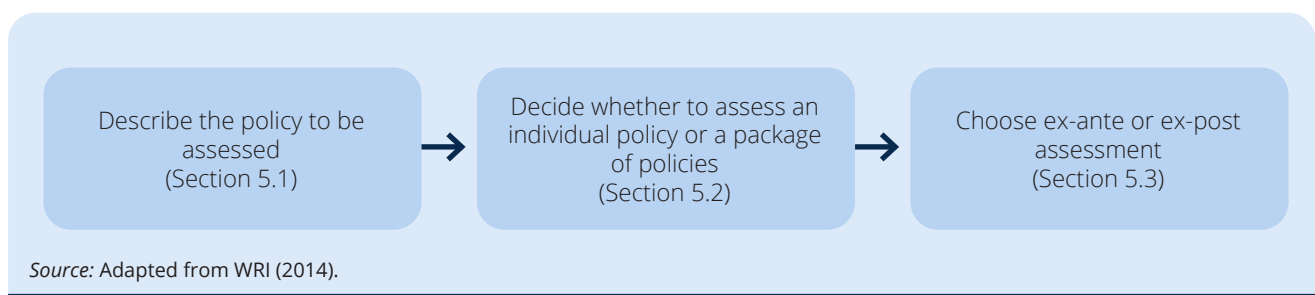 Describe the policy to be
assessed
(Section 5.1)
Decide whether to assess an
individual policy or a package
of policies
(Section 5.2)
Choose ex-ante or ex-post
assessment
(Section 5.3)
Source: Adapted from WRI (2014).